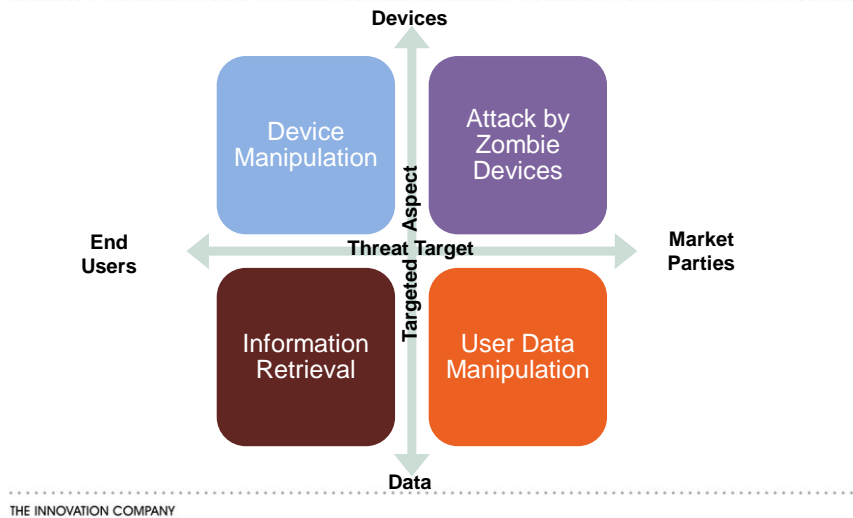 Devices
Device
Manipulation
Attack by
Zombie
Devices
Targeted Aspect
End
Users
Threat Target
Market
Parties
Information
Retrieval
User Data
Manipulation
Data
THE INNOVATION COMPANY